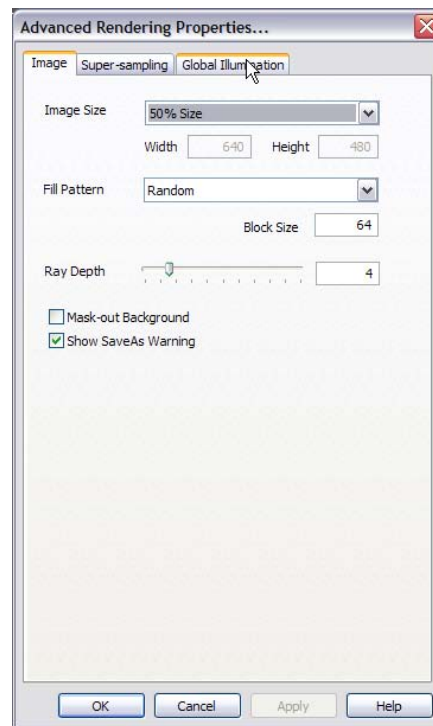 Advanced Rendering Properties...
Image Super-sampling Global Illumination
Image Size 50% Size
Width 640 Height 480
Fill Pattern Random
Block Size 64
Ray Depth 4
Mask-out Background
Show SaveAs Warning
OK Cancel Apply Help